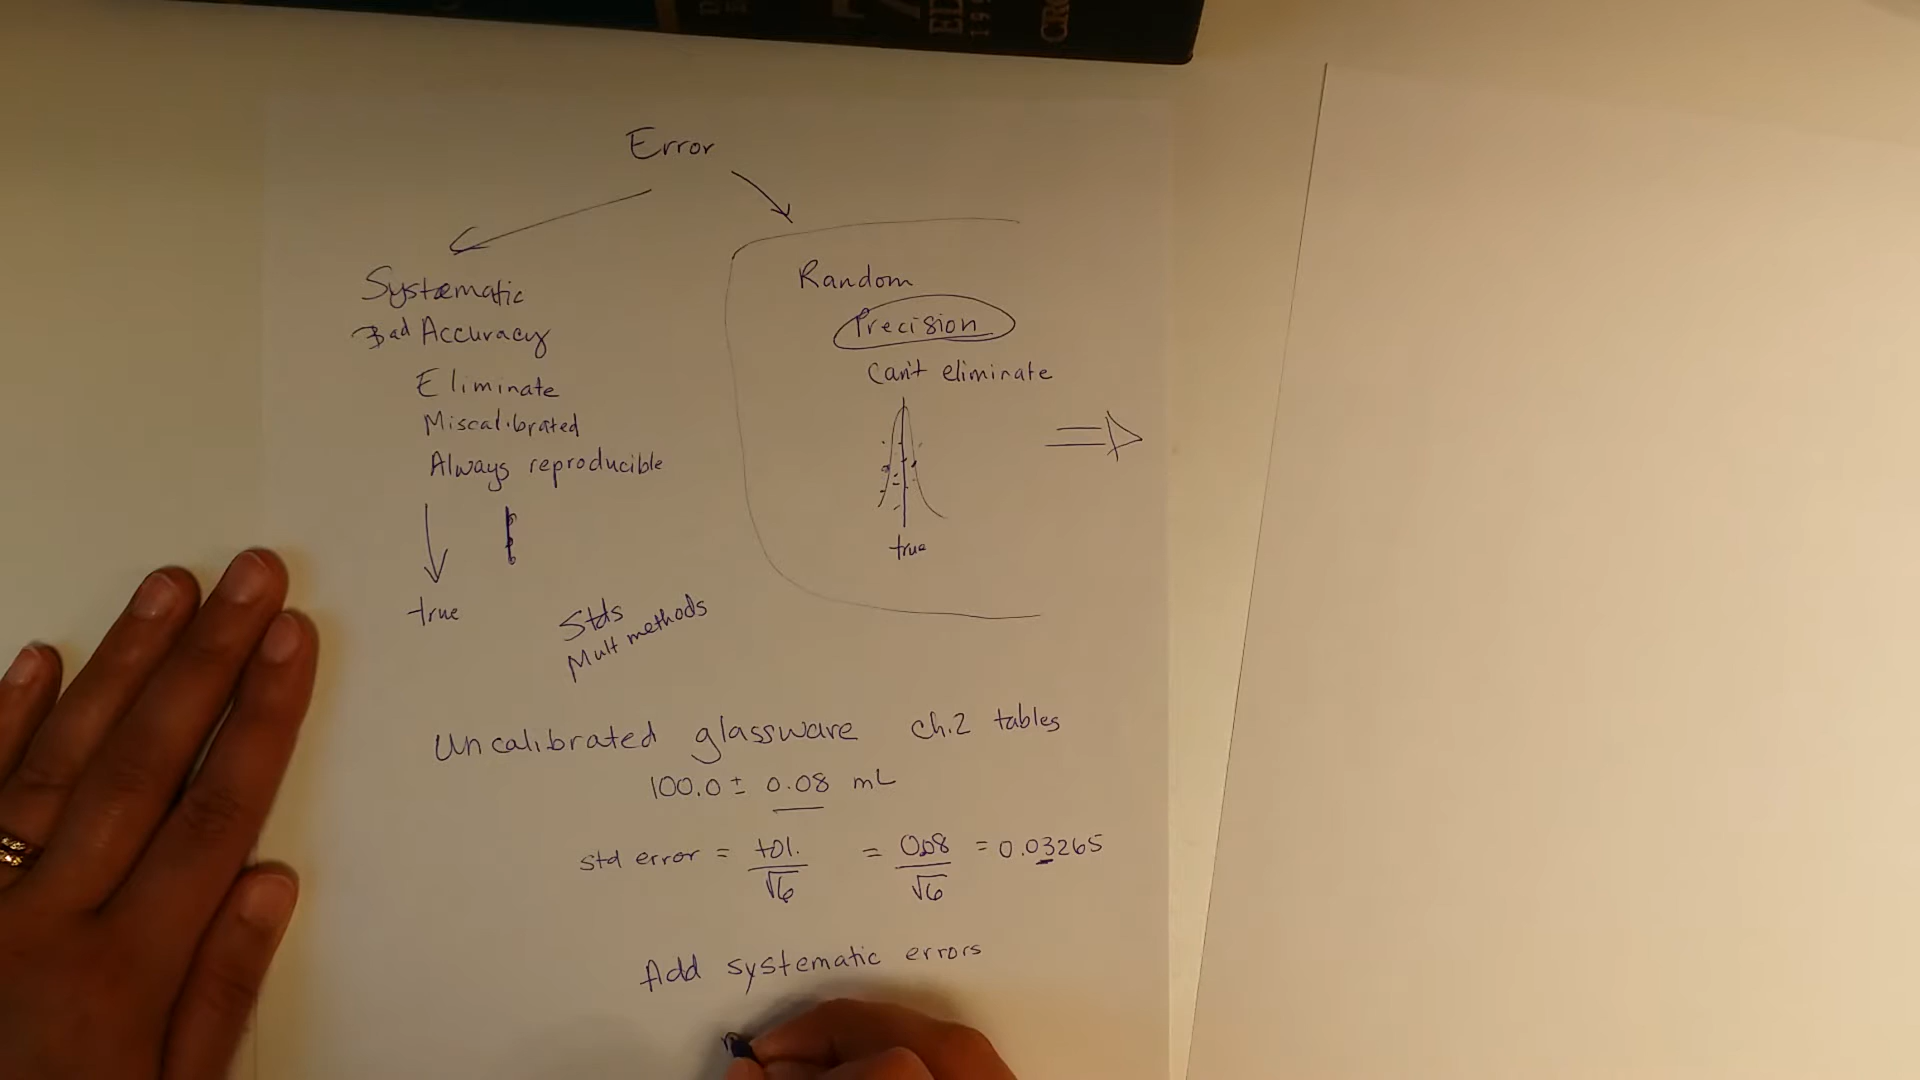 Error
Systematic
Bad Accuracy
Eliminate
Miscalibrated
Always reproducible
true
Stds
Mult methods
Random
Precision
Can't eliminate
true
Uncalibrated glassware ch.2 tables
100.0 ± 0.08 mL
std error = tol. / √6 = 0.08 / √6 = 0.03265
Add systematic errors